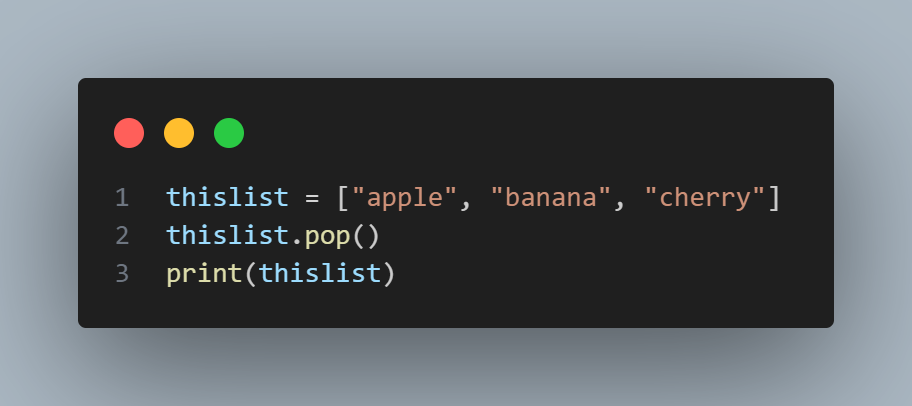 1 thislist = ["apple", "banana", "cherry"]
2 thislist.pop()
3 print(thislist)